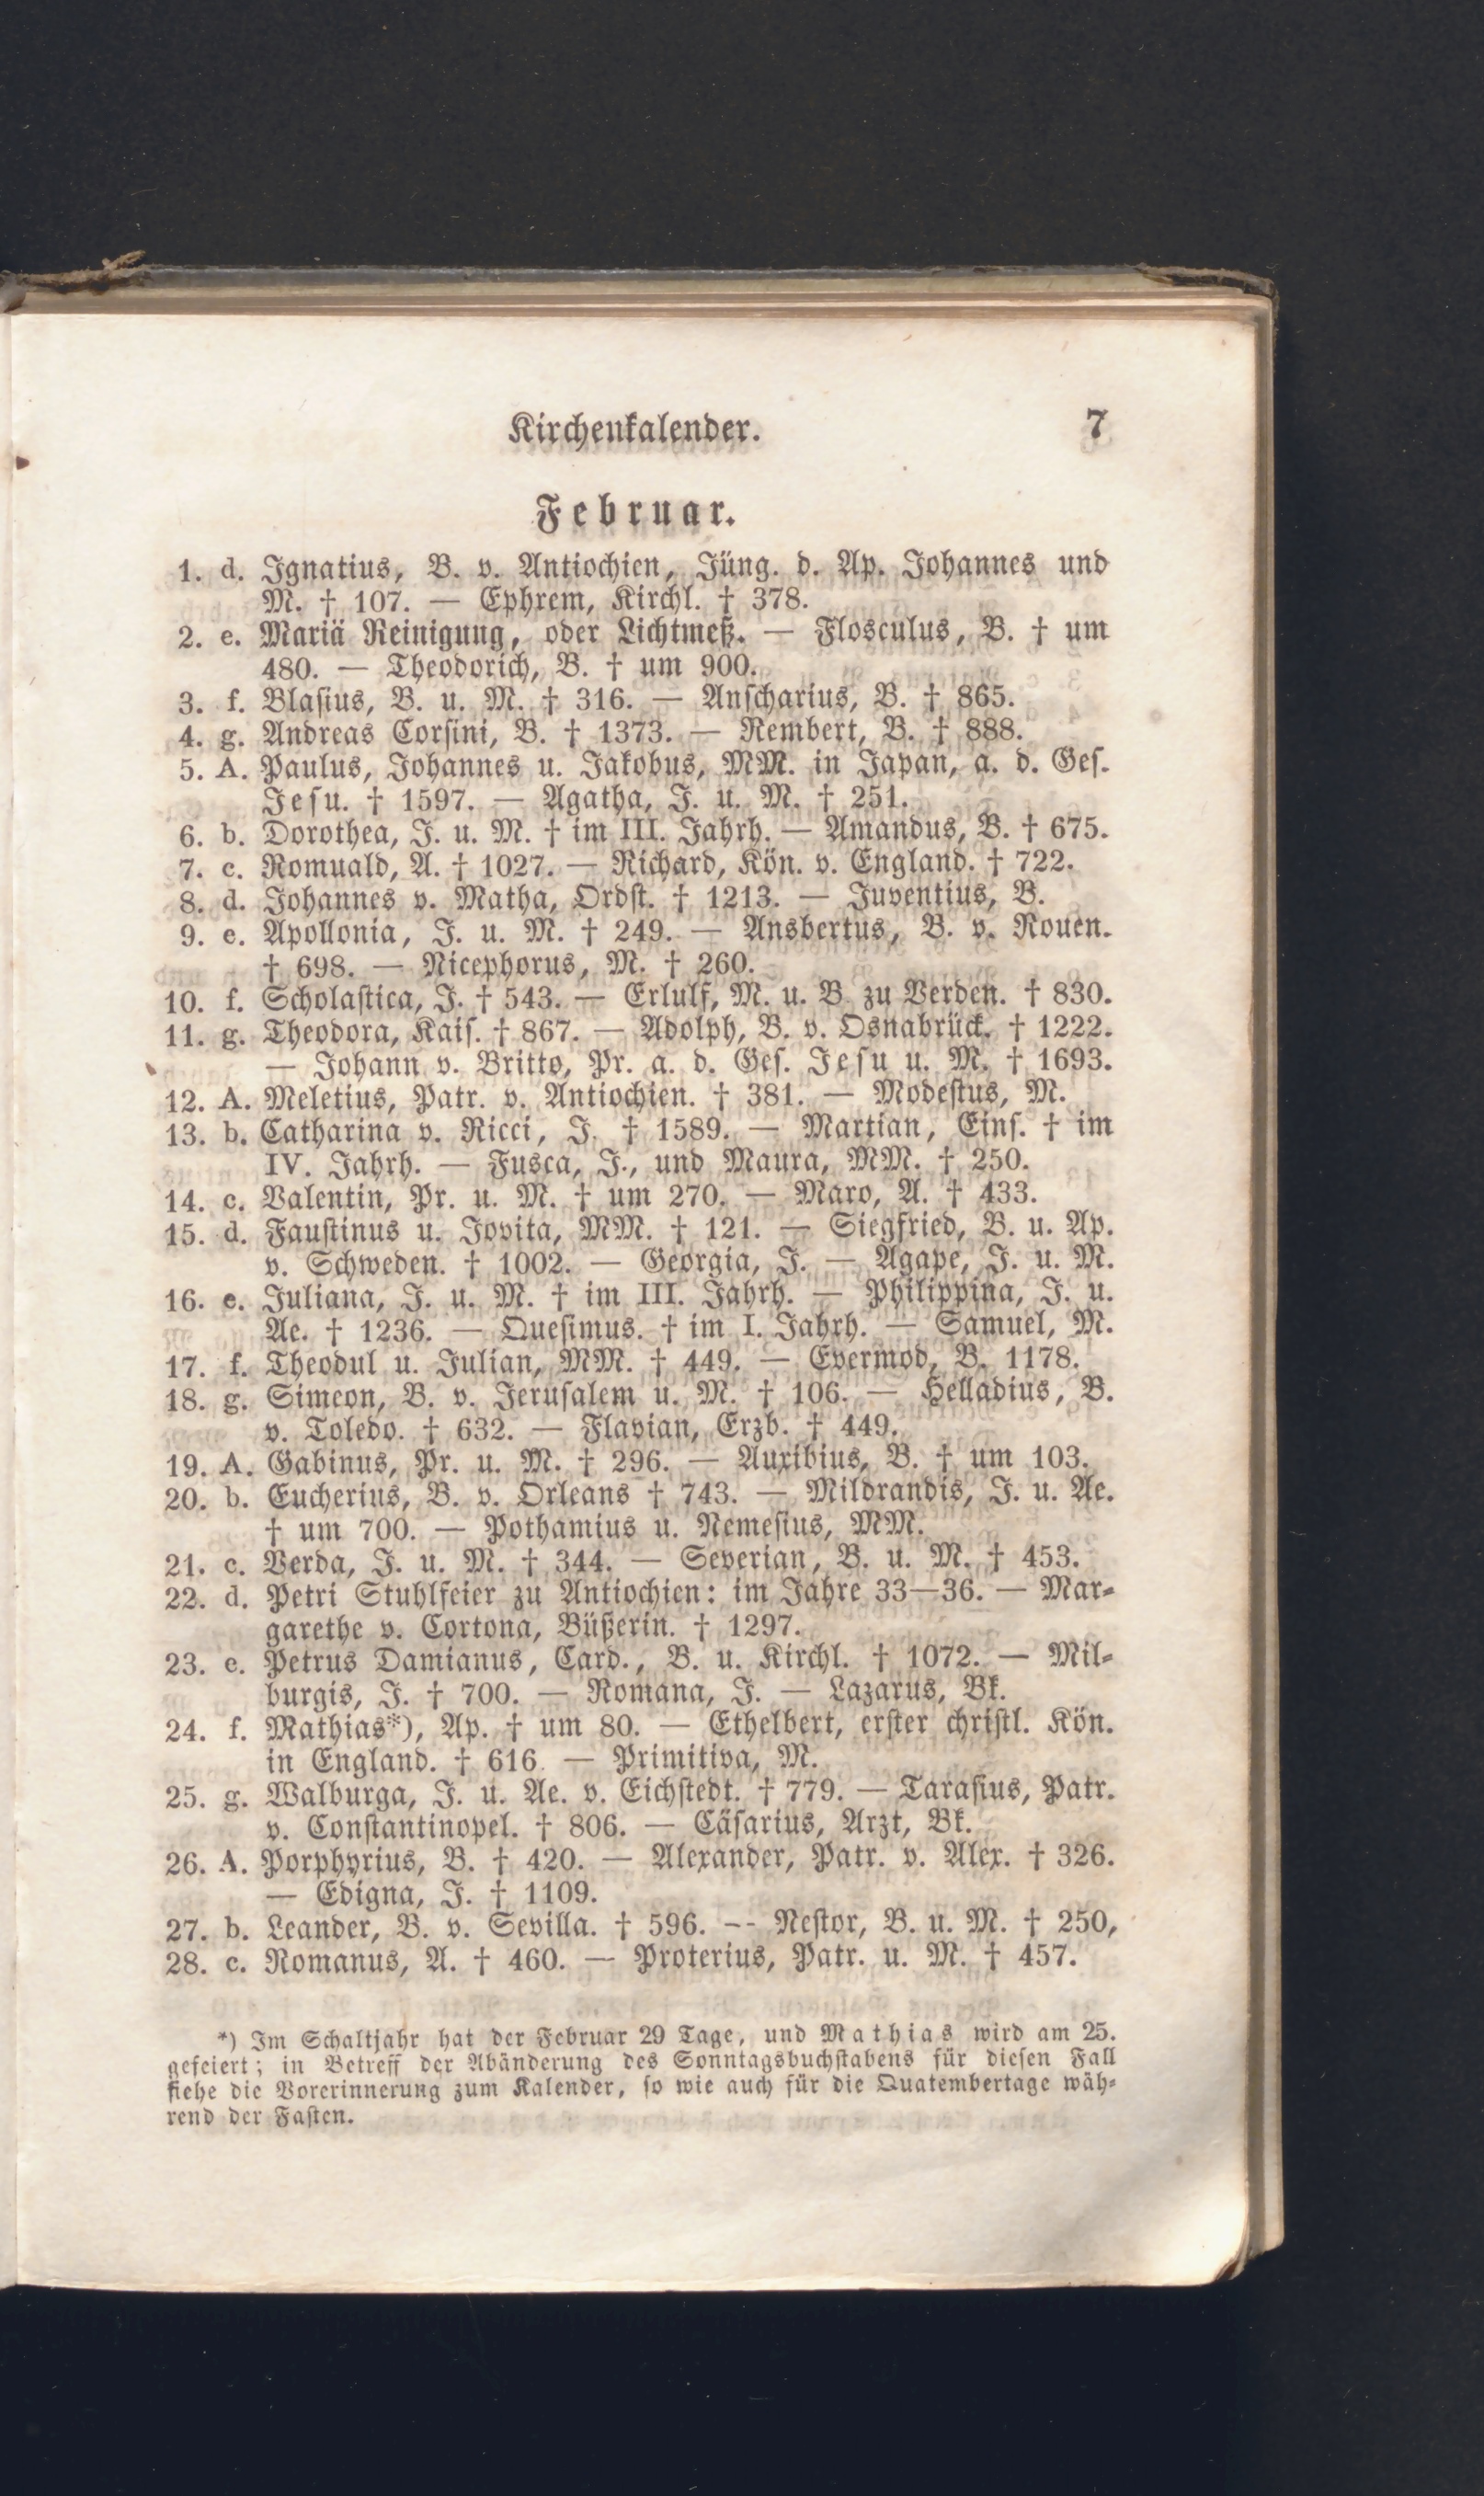 Kirchenkalender. 7
Februar.
1. d. Ignatius, B. v. Antiochien, Jüng. d. Ap. Johannes und
M. † 107. — Ephrem, Kirchl. † 378.
2. e. Mariä Reinigung, oder Lichtmeß. — Flosculus, B. † um
480. — Theodorich, B. † um 900.
3. f. Blasius, B. u. M. † 316. — Anscharius, B. † 865.
4. g. Andreas Corsini, B. † 1373. — Rembert, B. † 888.
5. A. Paulus, Johannes u. Jakobus, MM. in Japan, a. d. Ges.
Jesu. † 1597. — Agatha, J. u. M. † 251.
6. b. Dorothea, J. u. M. † im III. Jahrh. — Amandus, B. † 675.
7. c. Romuald, A. † 1027. — Richard, Kön. v. England. † 722.
8. d. Johannes v. Matha, Ordst. † 1213. — Juventius, B.
9. e. Apollonia, J. u. M. † 249. — Ansbertus, B. v. Rouen.
† 698. — Nicephorus, M. † 260.
10. f. Scholastica, J. † 543. — Erlulf, M. u. B. zu Verden. † 830.
11. g. Theodora, Kais. † 867. — Adolph, B. v. Osnabrück. † 1222.
— Johann v. Britto, Pr. a. d. Ges. Jesu u. M. † 1693.
12. A. Meletius, Patr. v. Antiochien. † 381. — Modestus, M.
13. b. Catharina v. Ricci, J. † 1589. — Martian, Eins. † im
IV. Jahrh. — Fusca, J., und Maura, MM. † 250.
14. c. Valentin, Pr. u. M. † um 270. — Maro, A. † 433.
15. d. Faustinus u. Jovita, MM. † 121. — Siegfried, B. u. Ap.
v. Schweden. † 1002. — Georgia, J. — Agape, J. u. M.
16. e. Juliana, J. u. M. † im III. Jahrh. — Philippina, J. u.
Ae. † 1236. — Quesimus. † im I. Jahrh. — Samuel, M.
17. f. Theodul u. Julian, MM. † 449. — Evermod, B. 1178.
18. g. Simeon, B. v. Jerusalem u. M. † 106. — Helladius, B.
v. Toledo. † 632. — Flavian, Erzb. † 449.
19. A. Gabinus, Pr. u. M. † 296. — Auxibius, B. † um 103.
20. b. Eucherius, B. v. Orleans † 743. — Mildrandis, J. u. Ae.
† um 700. — Pothamius u. Nemesius, MM.
21. c. Verda, J. u. M. † 344. — Severian, B. u. M. † 453.
22. d. Petri Stuhlfeier zu Antiochien: im Jahre 33—36. — Mar-
garethe v. Cortona, Büßerin. † 1297.
23. e. Petrus Damianus, Card., B. u. Kirchl. † 1072. — Mil-
burgis, J. † 700. — Romana, J. — Lazarus, Bk.
24. f. Mathias*), Ap. † um 80. — Ethelbert, erster christl. Kön.
in England. † 616. — Primitiva, M.
25. g. Walburga, J. u. Ae. v. Eichstedt. † 779. — Tarasius, Patr.
v. Constantinopel. † 806. — Cäsarius, Arzt, Bk.
26. A. Porphyrius, B. † 420. — Alexander, Patr. v. Alex. † 326.
— Edigna, J. † 1109.
27. b. Leander, B. v. Sevilla. † 596. -- Nestor, B. u. M. † 250,
28. c. Romanus, A. † 460. — Proterius, Patr. u. M. † 457.
*) Im Schaltjahr hat der Februar 29 Tage, und Mathias wird am 25.
gefeiert; in Betreff der Abänderung des Sonntagsbuchstabens für diesen Fall
siehe die Vorerinnerung zum Kalender, so wie auch für die Quatembertage wäh-
rend der Fasten.